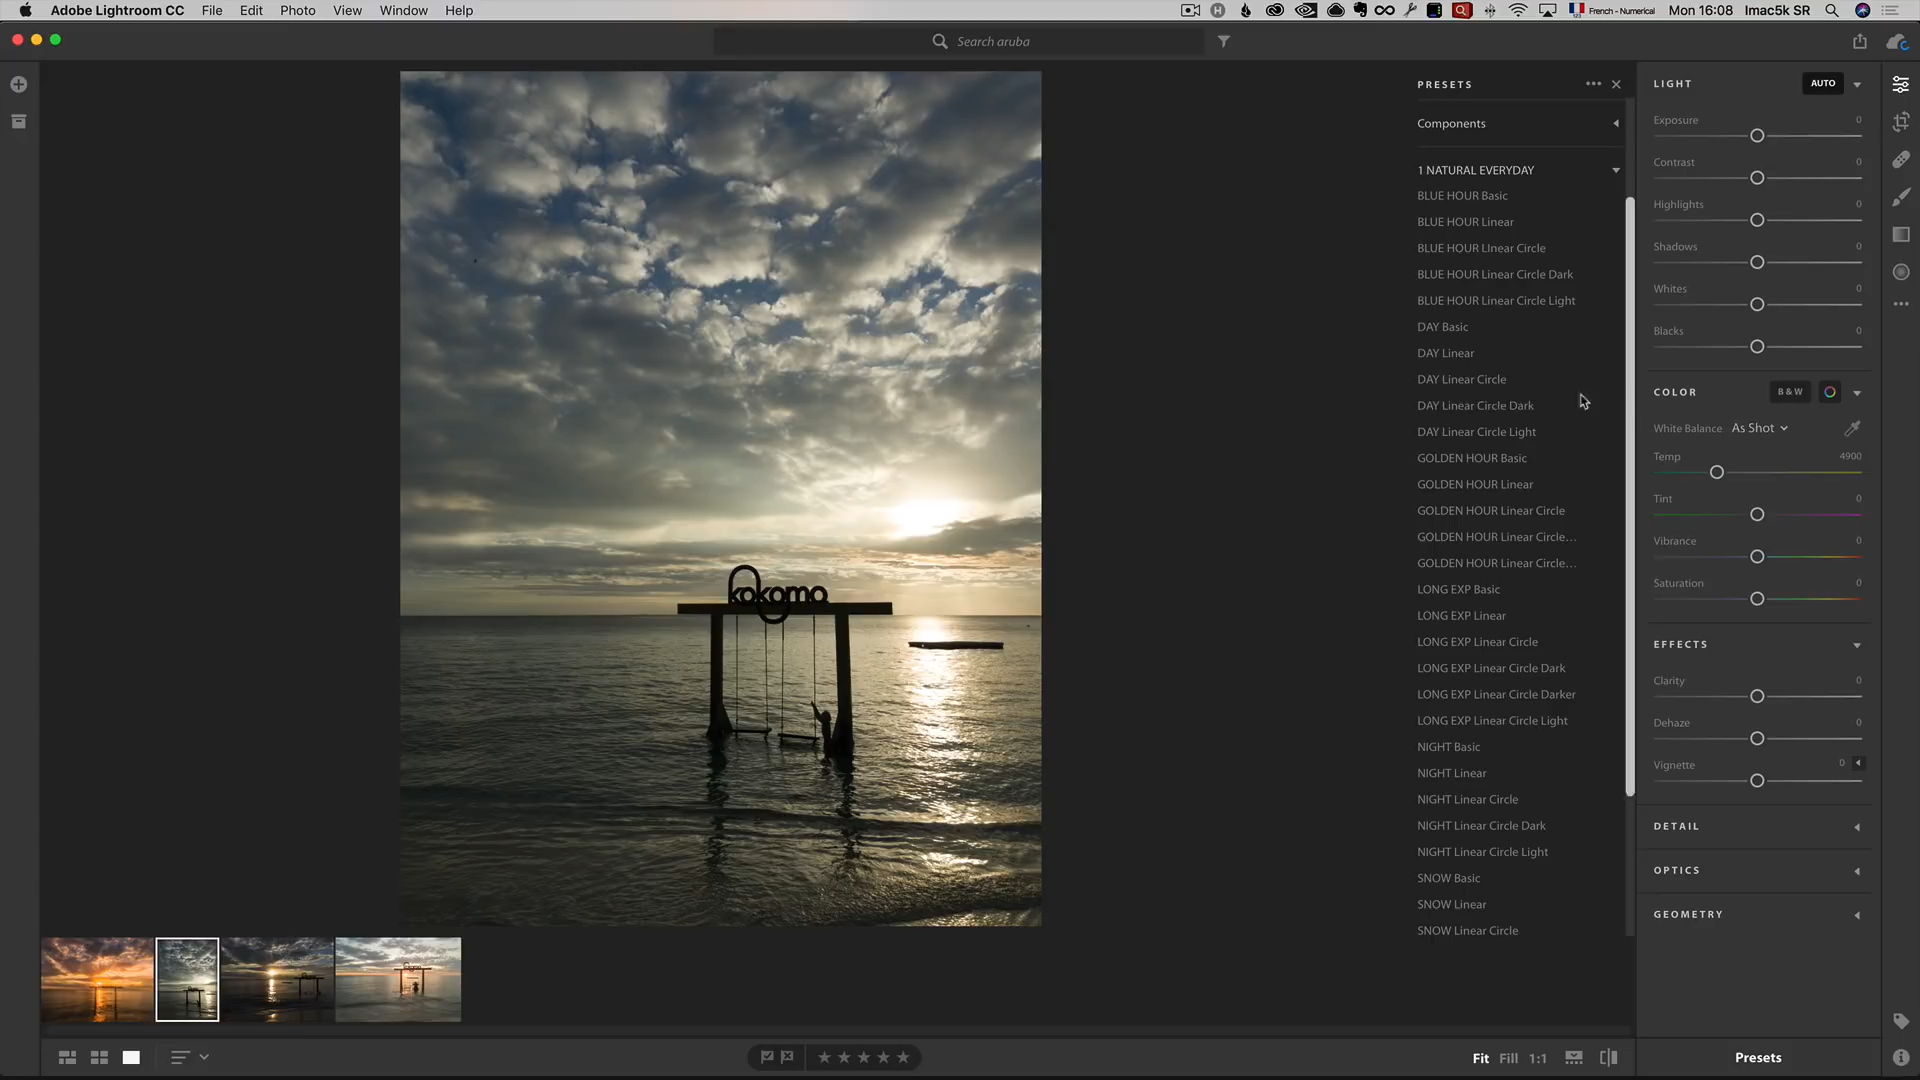 Adobe Lightroom CC File Edit Photo View Window Help
French - Numerical Mon 16:08 Imac5k SR
Search aruba
PRESETS
Components
1 NATURAL EVERYDAY
BLUE HOUR Basic
BLUE HOUR Linear
BLUE HOUR LInear Circle
BLUE HOUR Linear Circle Dark
BLUE HOUR Linear Circle Light
DAY Basic
DAY Linear
DAY Linear Circle
DAY Linear Circle Dark
DAY Linear Circle Light
GOLDEN HOUR Basic
GOLDEN HOUR Linear
GOLDEN HOUR Linear Circle
GOLDEN HOUR Linear Circle...
GOLDEN HOUR Linear Circle...
LONG EXP Basic
LONG EXP Linear
LONG EXP Linear Circle
LONG EXP Linear Circle Dark
LONG EXP Linear Circle Darker
LONG EXP Linear Circle Light
NIGHT Basic
NIGHT Linear
NIGHT Linear Circle
NIGHT Linear Circle Dark
NIGHT Linear Circle Light
SNOW Basic
SNOW Linear
SNOW Linear Circle
LIGHT AUTO
Exposure 0
Contrast 0
Highlights 0
Shadows 0
Whites 0
Blacks 0
COLOR B & W
White Balance As Shot
Temp 4900
Tint 0
Vibrance 0
Saturation 0
EFFECTS
Clarity 0
Dehaze 0
Vignette 0
DETAIL
OPTICS
GEOMETRY
kokomo
Fit Fill 1:1
Presets